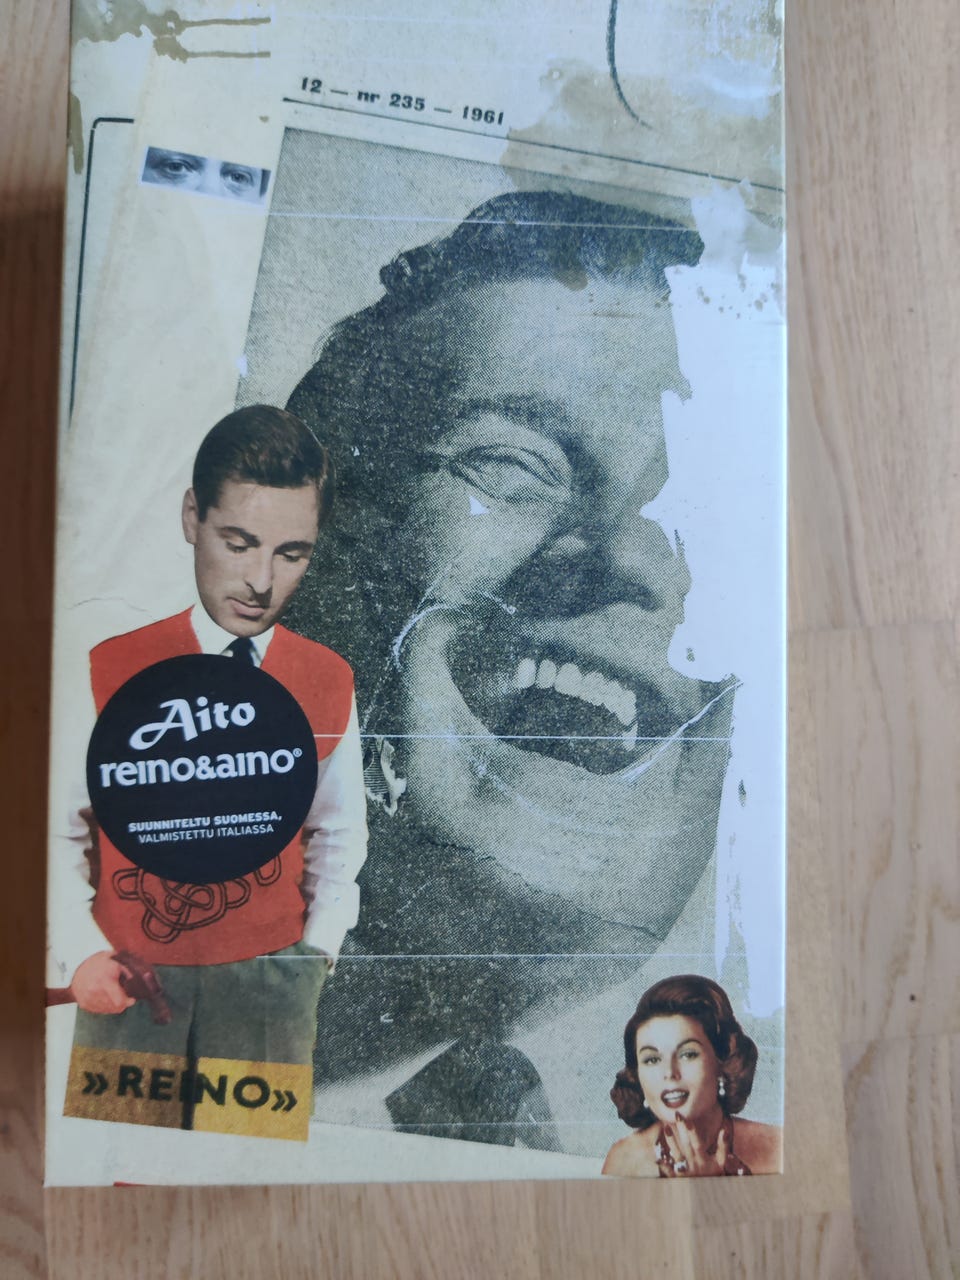 12 — nr 235 — 1961
Aito
reino&aino®
SUUNNITELTU SUOMESSA,
VALMISTETTU ITALIASSA
»REINO»